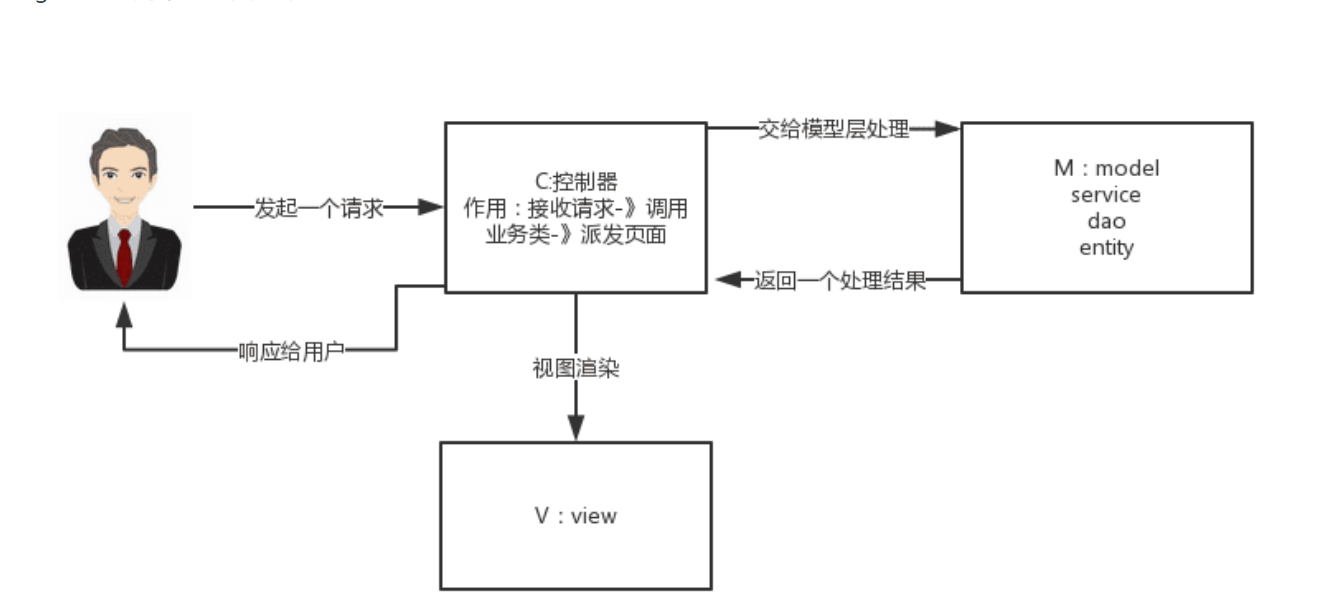 交给模型层处理
C:控制器
作用：接收请求-》调用
业务类-》派发页面
M：model
service
dao
entity
发起一个请求
返回一个处理结果
响应给用户
视图渲染
V：view